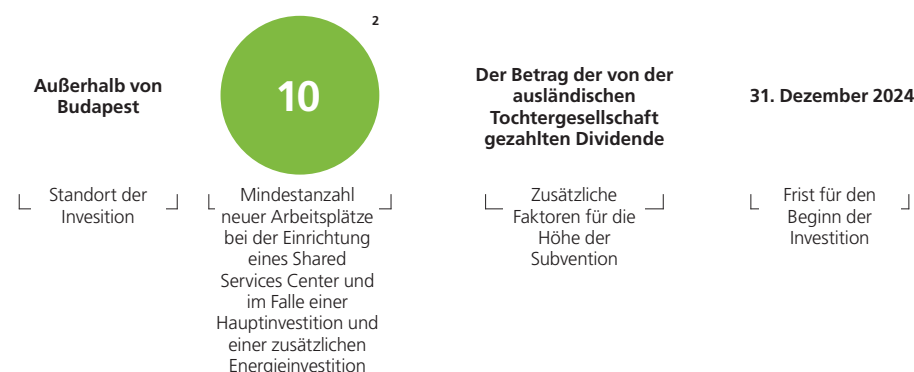 Außerhalb von
Budapest
Standort der
Invesition
2
10
Mindestanzahl
neuer Arbeitsplätze
bei der Einrichtung
eines Shared
Services Center und
im Falle einer
Hauptinvestition und
einer zusätzlichen
Energieinvestition
Der Betrag der von der
ausländischen
Tochtergesellschaft
gezahlten Dividende
Zusätzliche
Faktoren für die
Höhe der
Subvention
31. Dezember 2024
Frist für den
Beginn der
Investition